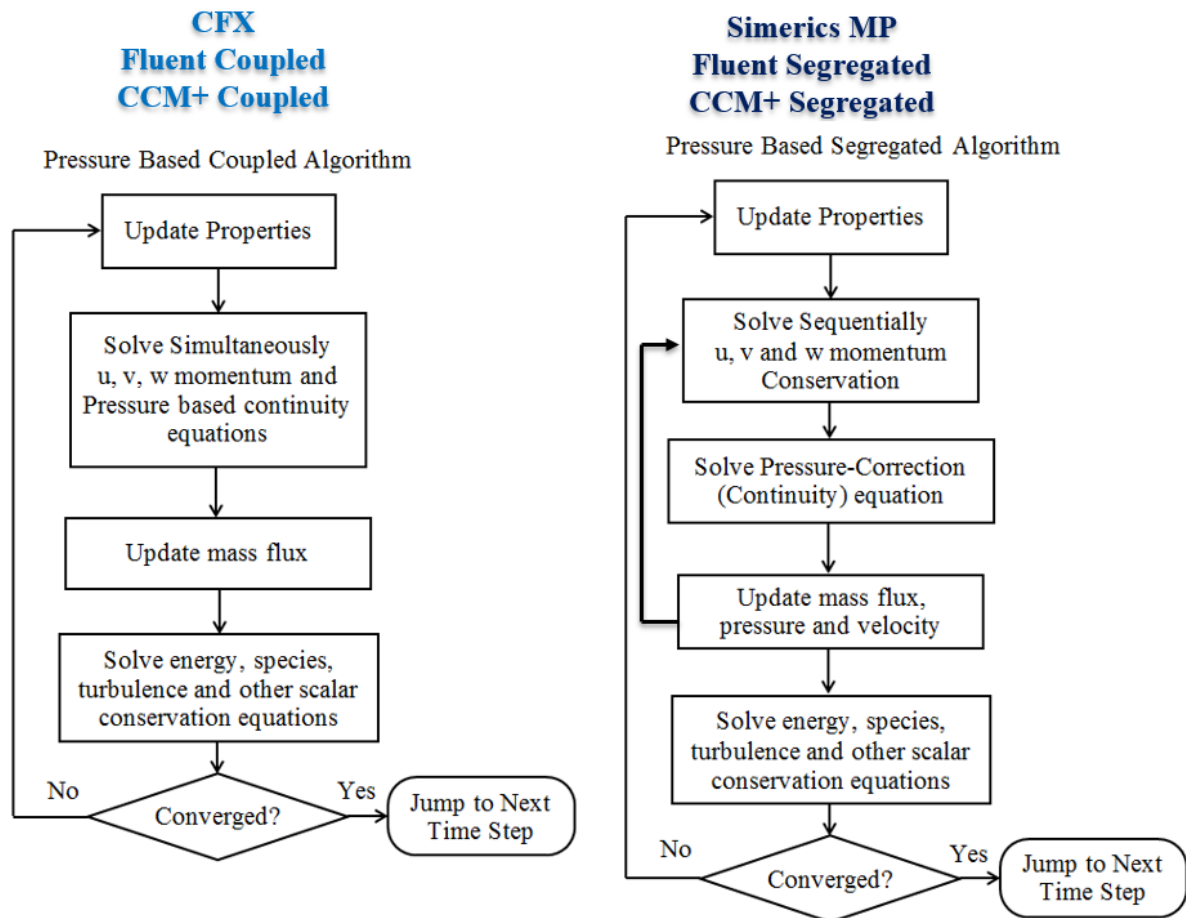 CFX
Fluent Coupled
CCM+ Coupled
Pressure Based Coupled Algorithm
Update Properties
Solve Simultaneously
u, v, w momentum and
Pressure based continuity
equations
Update mass flux
Solve energy, species,
turbulence and other scalar
conservation equations
No
Converged?
Yes
Jump to Next
Time Step
Simerics MP
Fluent Segregated
CCM+ Segregated
Pressure Based Segregated Algorithm
Update Properties
Solve Sequentially
u, v and w momentum
Conservation
Solve Pressure-Correction
(Continuity) equation
Update mass flux,
pressure and velocity
Solve energy, species,
turbulence and other scalar
conservation equations
No
Converged?
Yes
Jump to Next
Time Step